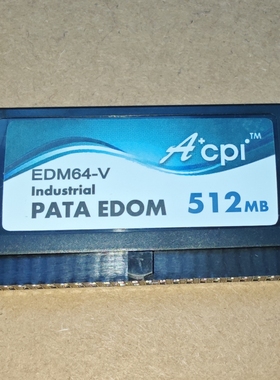 A+cpi™
EDM64-V
Industrial
PATA EDOM 512MB